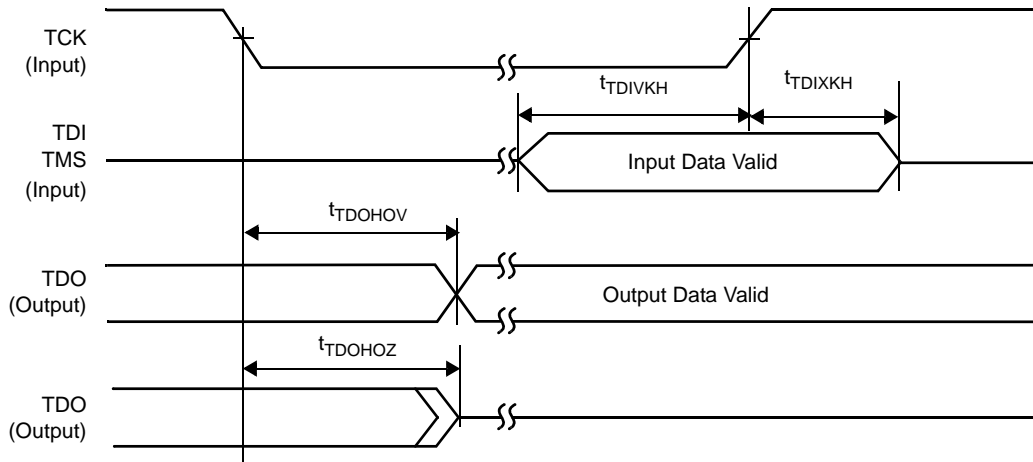 TCK
(Input)
tTDIVKH
tTDIXKH
TDI
TMS
(Input)
Input Data Valid
tTDOHOV
TDO
(Output)
Output Data Valid
tTDOHOZ
TDO
(Output)